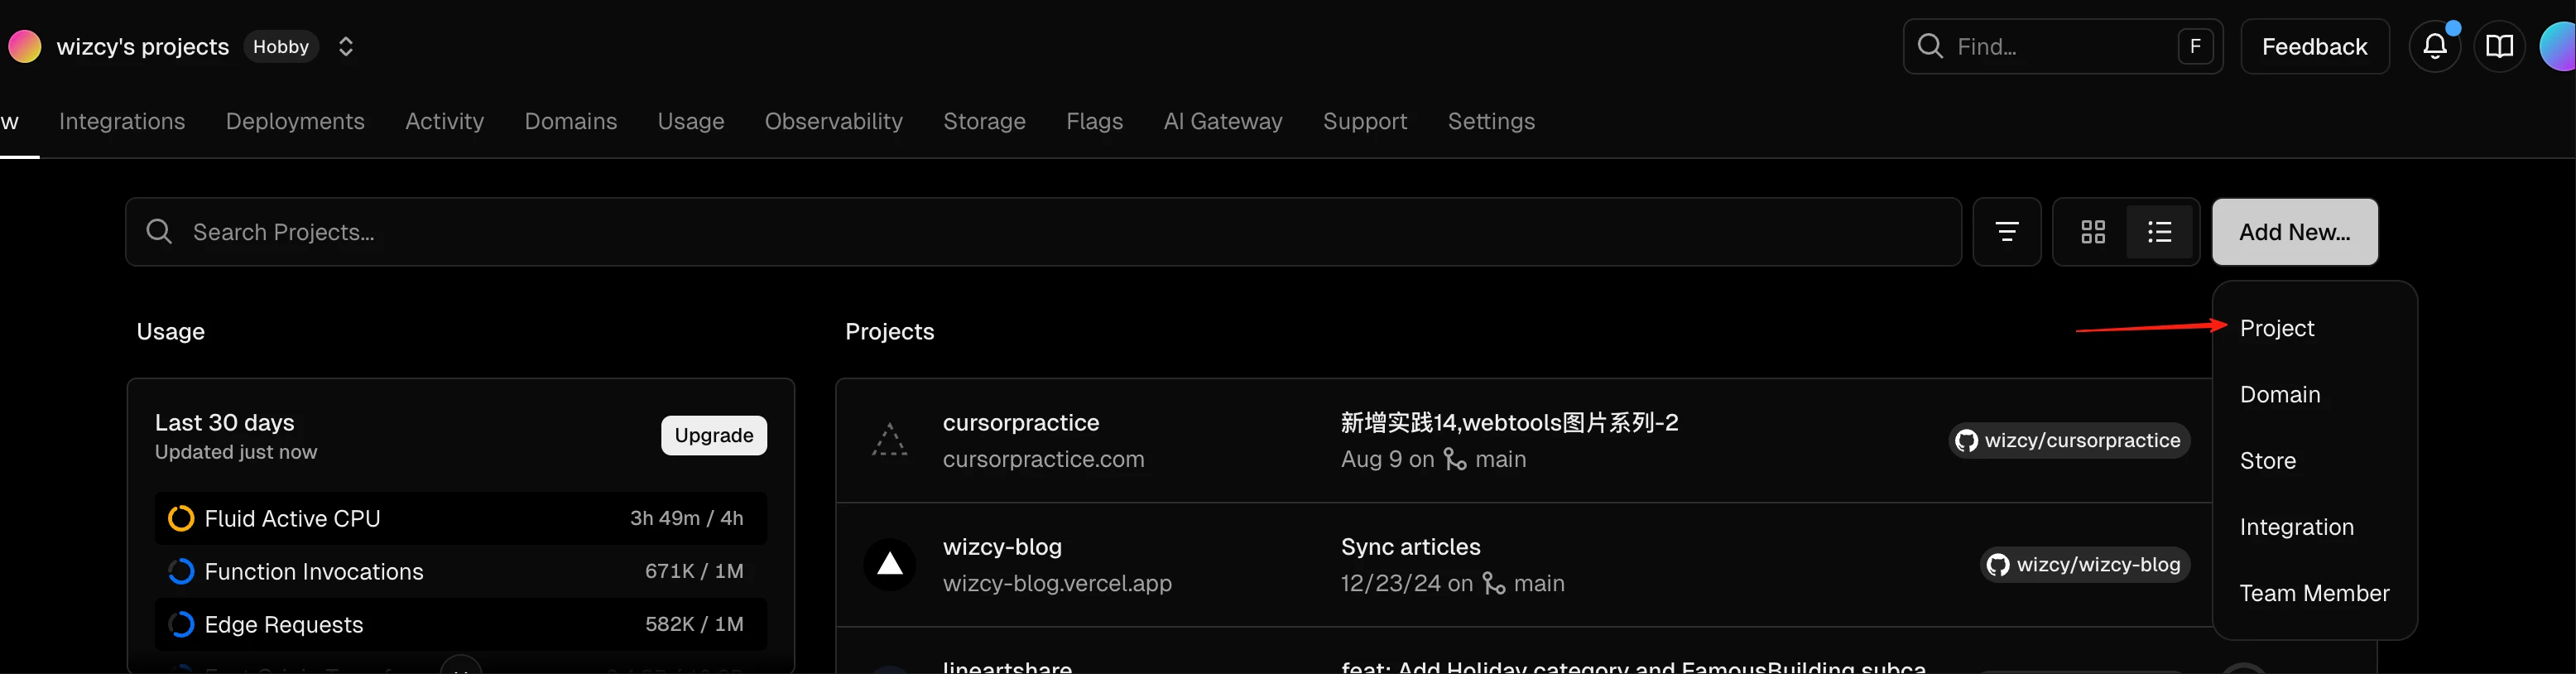 wizcy's projects Hobby
Find... F Feedback
w Integrations Deployments Activity Domains Usage Observability Storage Flags AI Gateway Support Settings
Search Projects...
Add New...
Project
Domain
Store
Integration
Team Member
Usage
Last 30 days
Updated just now
Upgrade
Fluid Active CPU 3h 49m / 4h
Function Invocations 671K / 1M
Edge Requests 582K / 1M
Projects
cursorpractice
cursorpractice.com
新增实践14,webtools图片系列-2
Aug 9 on main
wizcy/cursorpractice
wizcy-blog
wizcy-blog.vercel.app
Sync articles
12/23/24 on main
wizcy/wizcy-blog
lineartshare
feat: Add Holiday category and FamousBuilding subca